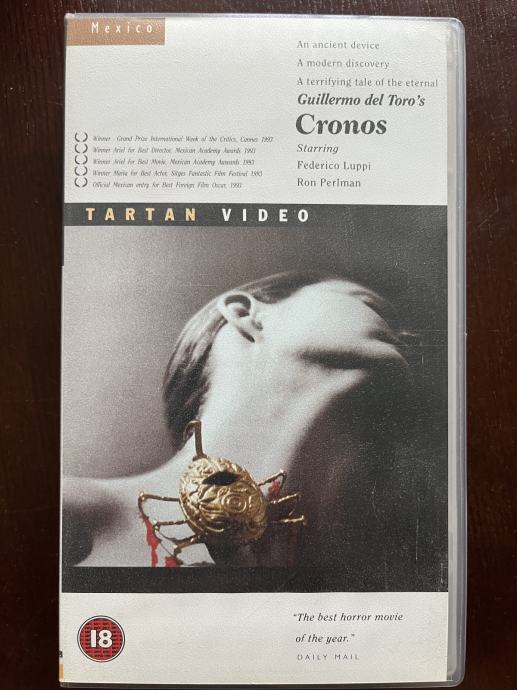 Mexico
An ancient device
A modern discovery
A terrifying tale of the eternal
Guillermo del Toro's
Cronos
Starring
Federico Luppi
Ron Perlman
Winner Grand Prize International Week of the Critics, Cannes 1993
Winner Ariel for Best Director, Mexican Academy Awards 1993
Winner Ariel for Best Movie, Mexican Academy Awards 1993
Winner Maria for Best Actor, Sitges Fantastic Film Festival 1993
Official Mexican entry for Best Foreign Film Oscar, 1993
TARTAN VIDEO
18
"The best horror movie
of the year."
DAILY MAIL